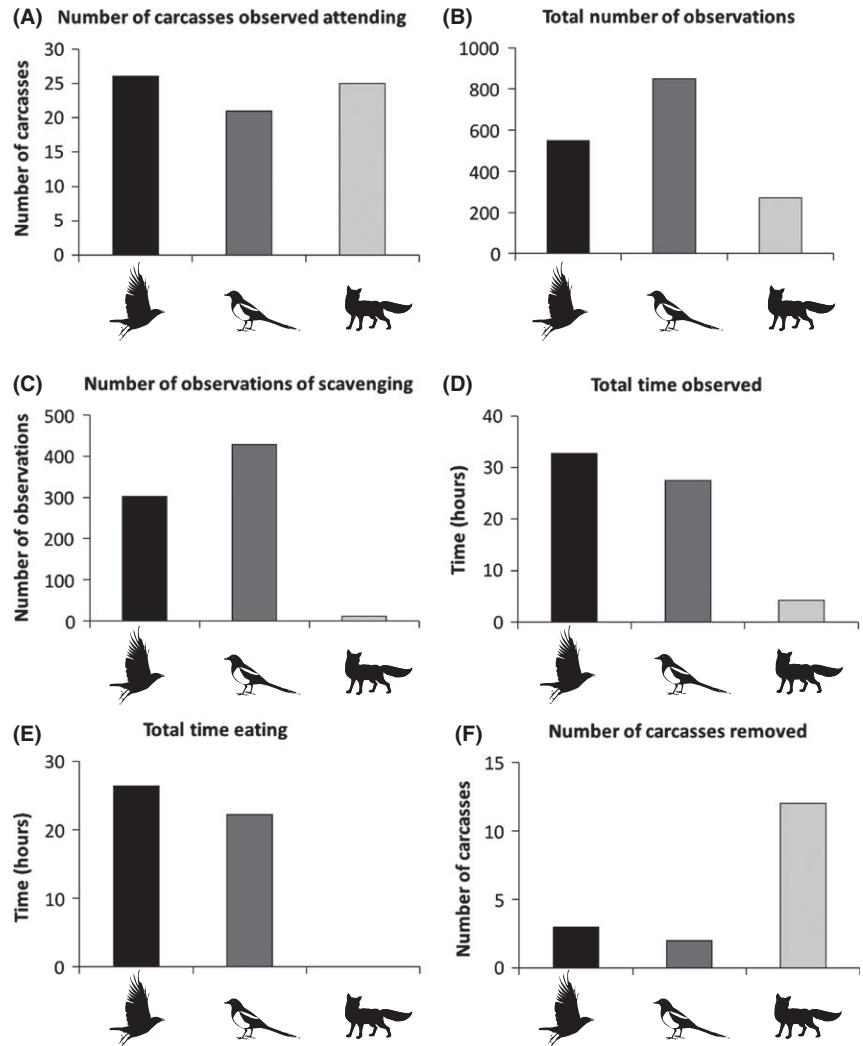 (A) Number of carcasses observed attending
Number of carcasses
30
25
20
15
10
5
0
(B) Total number of observations
1000
800
600
400
200
0
(C) Number of observations of scavenging
Number of observations
500
400
300
200
100
0
(D) Total time observed
Time (hours)
40
30
20
10
0
(E) Total time eating
Time (hours)
30
20
10
0
(F) Number of carcasses removed
Number of carcasses
15
10
5
0